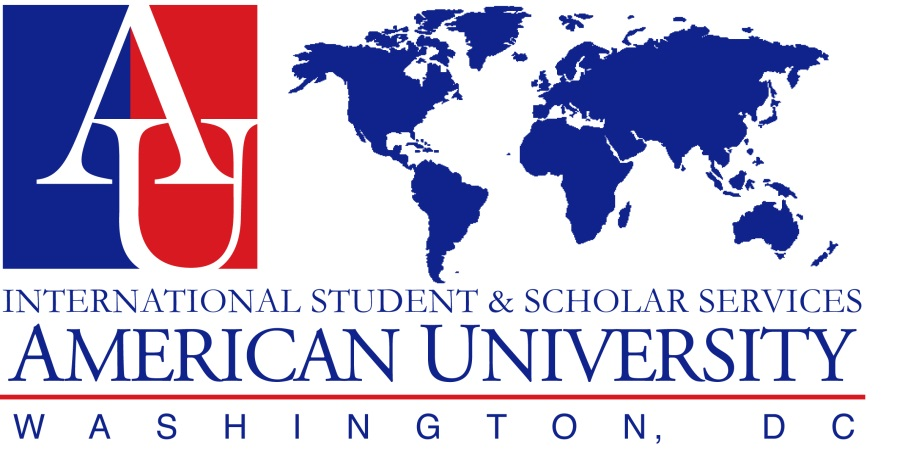 AU
INTERNATIONAL STUDENT & SCHOLAR SERVICES
AMERICAN UNIVERSITY
WASHINGTON, DC